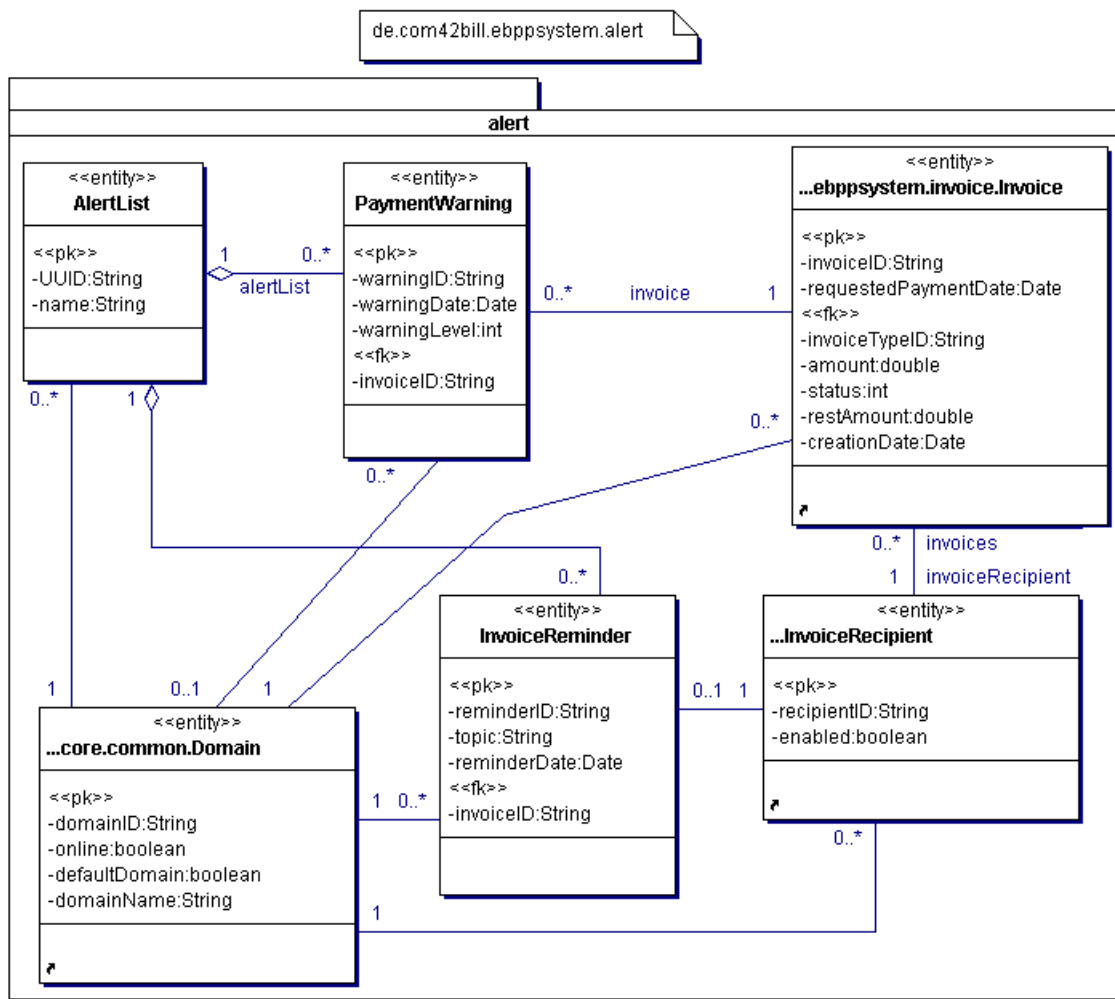 de.com42bill.ebppsystem.alert
alert
<<entity>>
AlertList
<<pk>>
-UUID:String
-name:String
1
0..*
alertList
<<entity>>
PaymentWarning
<<pk>>
-warningID:String
-warningDate:Date
-warningLevel:int
<<fk>>
-invoiceID:String
0..*
invoice
1
<<entity>>
...ebppsystem.invoice.Invoice
<<pk>>
-invoiceID:String
-requestedPaymentDate:Date
<<fk>>
-invoiceTypeID:String
-amount:double
-status:int
-restAmount:double
-creationDate:Date
0..*
1
0..*
0..*
0..*
invoices
1
invoiceRecipient
0..*
1
0..1
1
<<entity>>
...core.common.Domain
<<pk>>
-domainID:String
-online:boolean
-defaultDomain:boolean
-domainName:String
1
0..*
1
<<entity>>
InvoiceReminder
<<pk>>
-reminderID:String
-topic:String
-reminderDate:Date
<<fk>>
-invoiceID:String
0..1
1
<<entity>>
...InvoiceRecipient
<<pk>>
-recipientID:String
-enabled:boolean
0..*